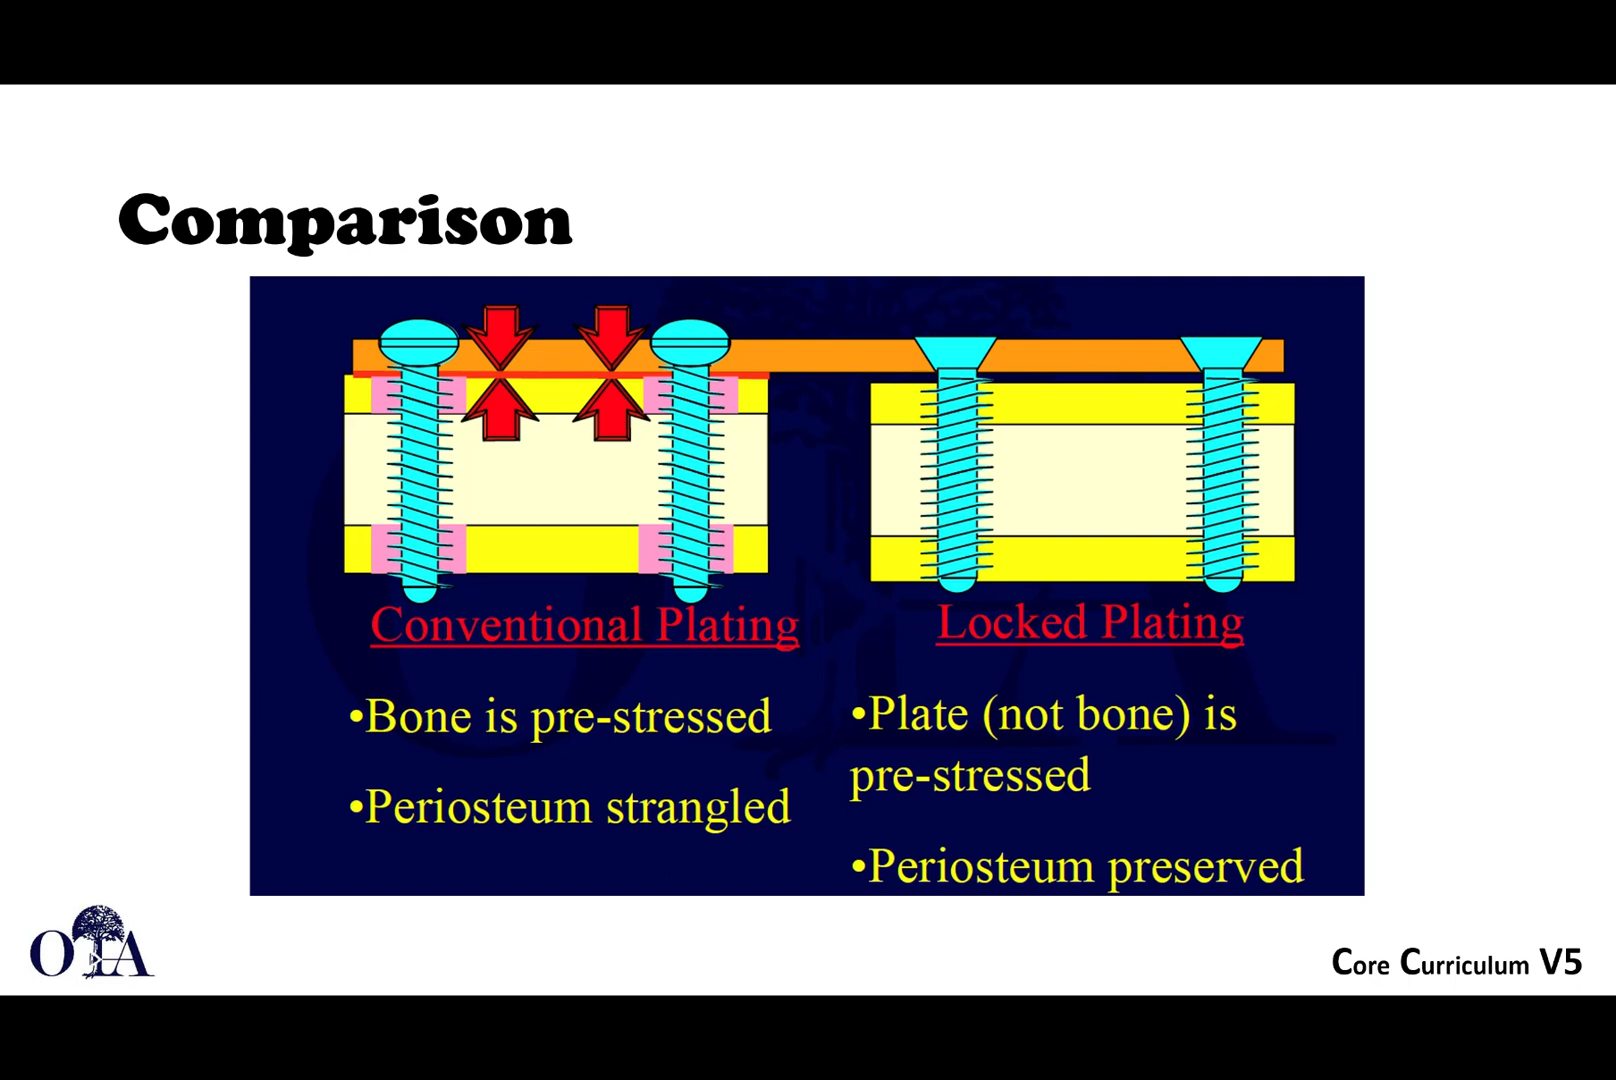 Comparison
Conventional Plating
•Bone is pre-stressed
•Periosteum strangled
Locked Plating
•Plate (not bone) is
pre-stressed
•Periosteum preserved
OTA
Core Curriculum V5